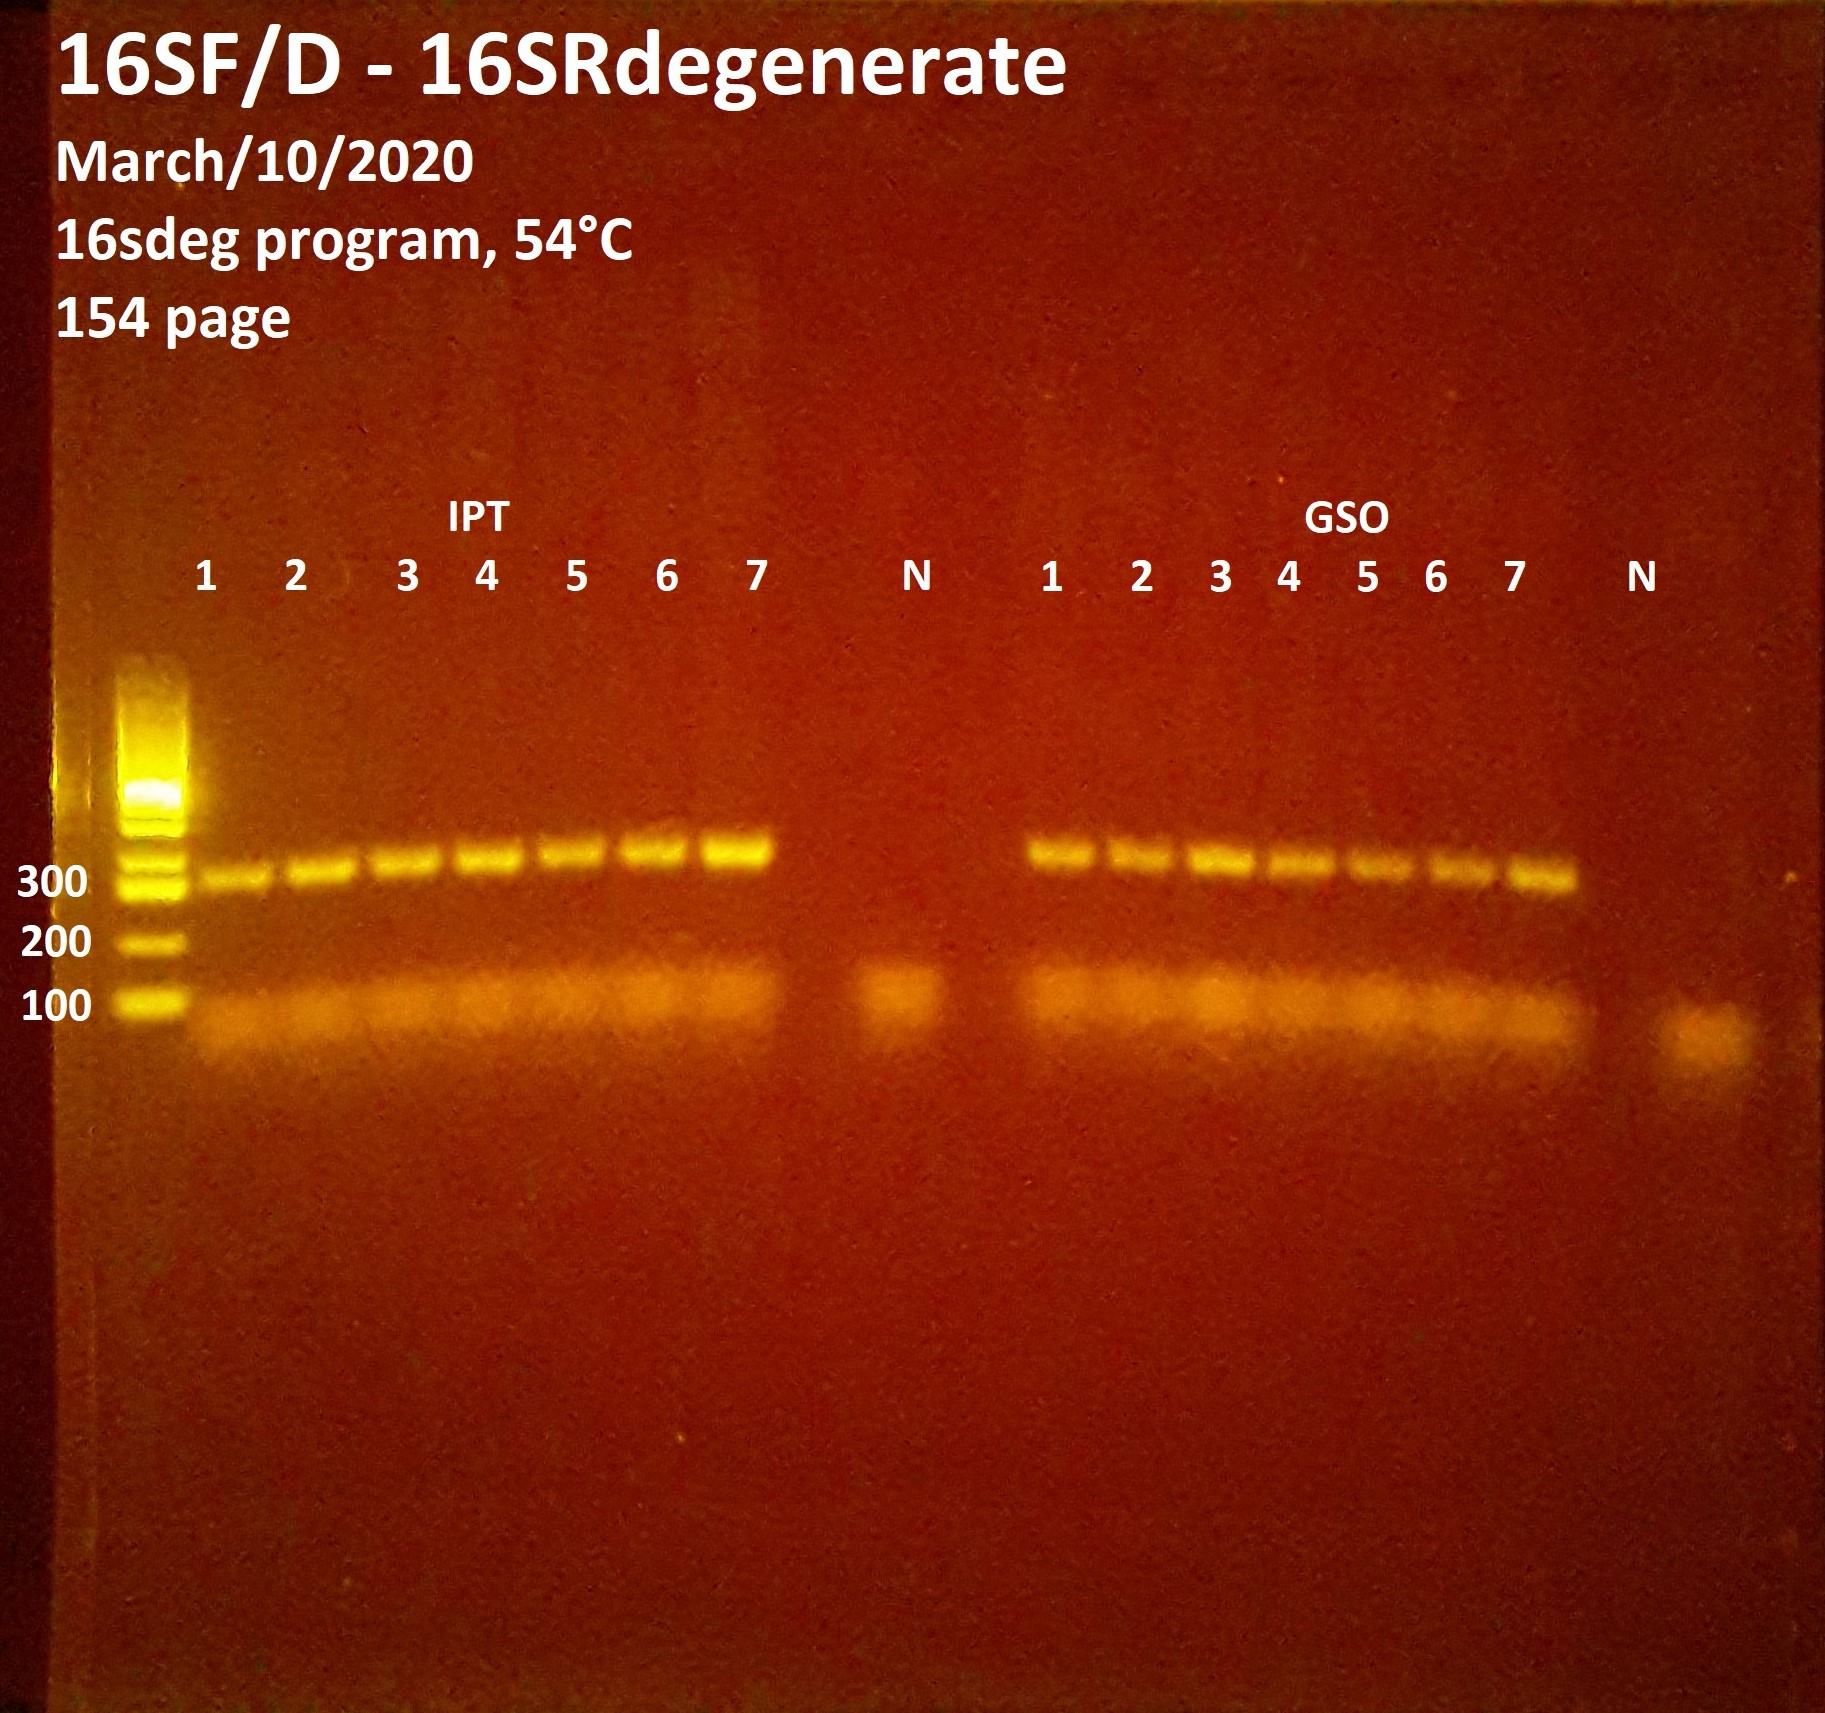 16SF/D - 16SRdegenerate
March/10/2020
16sdeg program, 54°C
154 page
IPT GSO
1 2 3 4 5 6 7 N 1 2 3 4 5 6 7 N
300
200
100